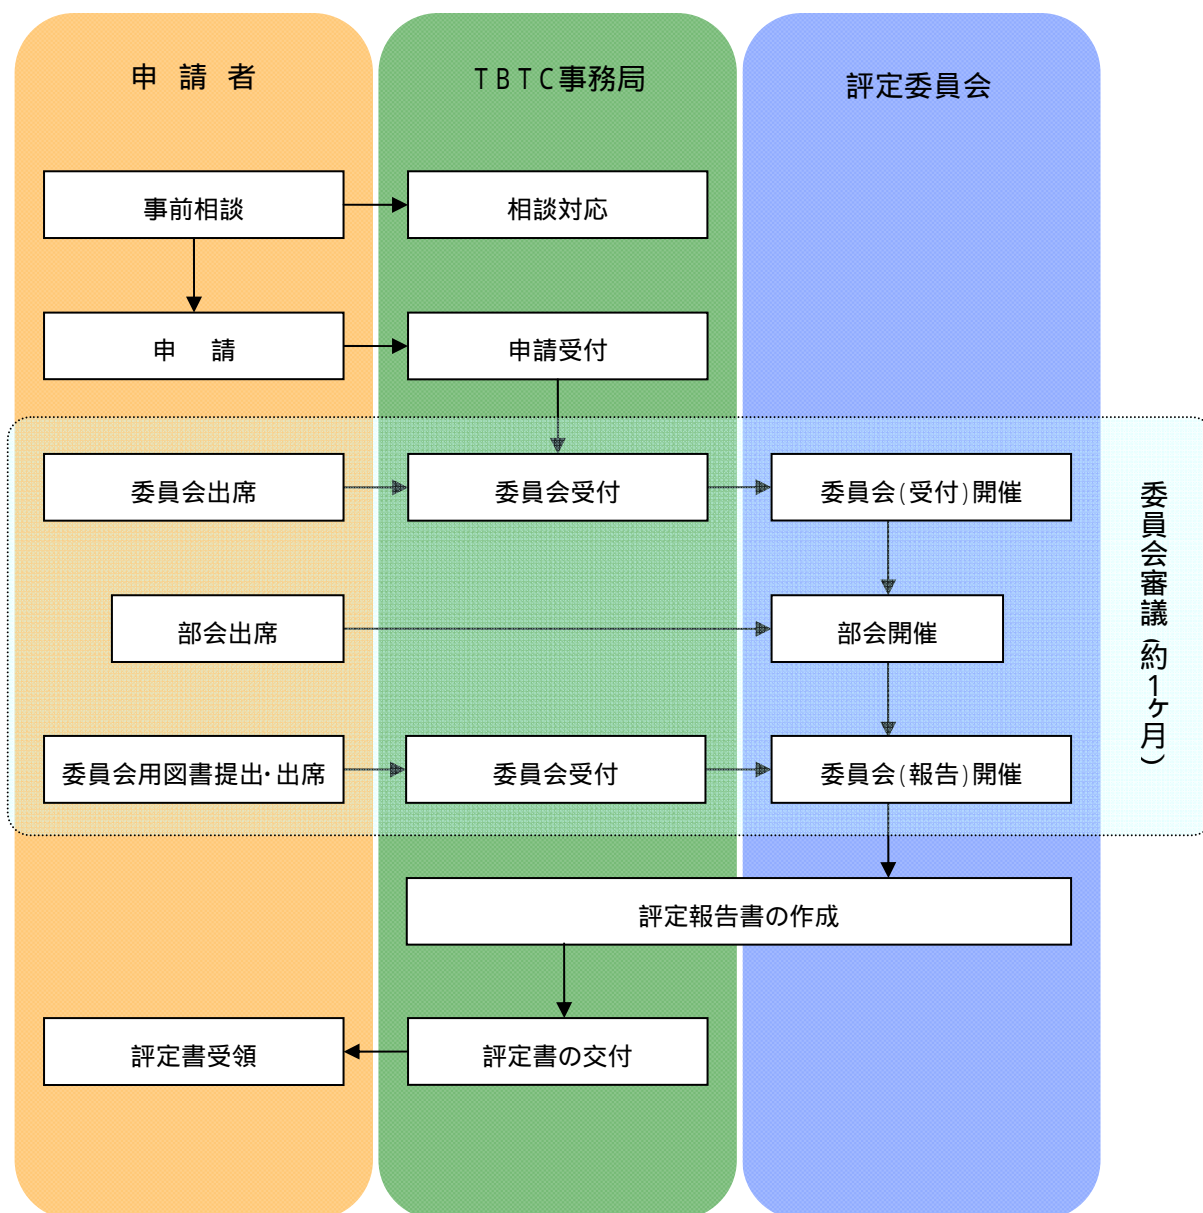 申 請 者
TBTC事務局
評定委員会
事前相談
相談対応
申 請
申請受付
委員会出席
委員会受付
委員会(受付)開催
部会出席
部会開催
委員会用図書提出・出席
委員会受付
委員会(報告)開催
委員会審議(約1ヶ月)
評定報告書の作成
評定書受領
評定書の交付